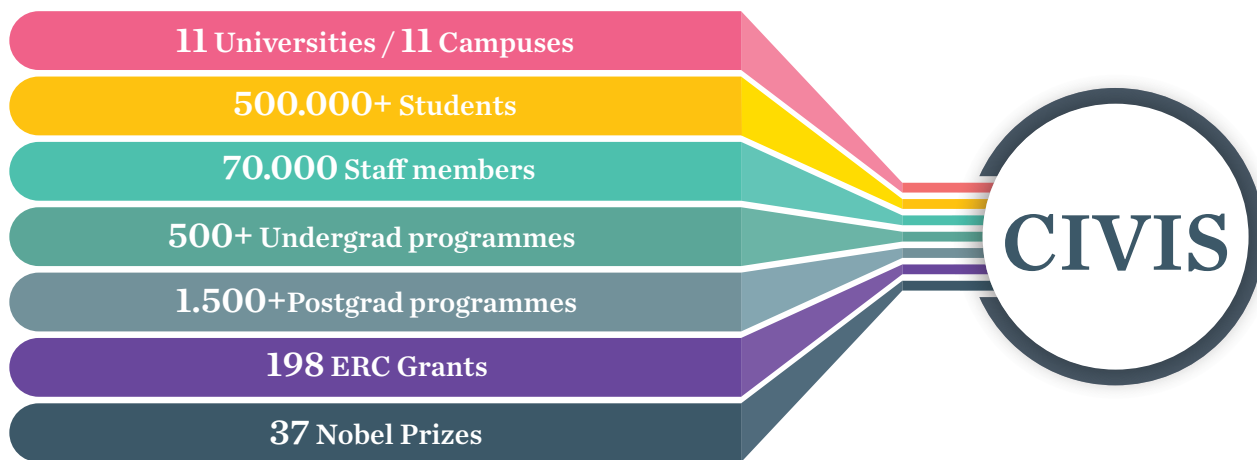 11 Universities / 11 Campuses
500.000+ Students
70.000 Staff members
500+ Undergrad programmes
1.500+Postgrad programmes
198 ERC Grants
37 Nobel Prizes
CIVIS